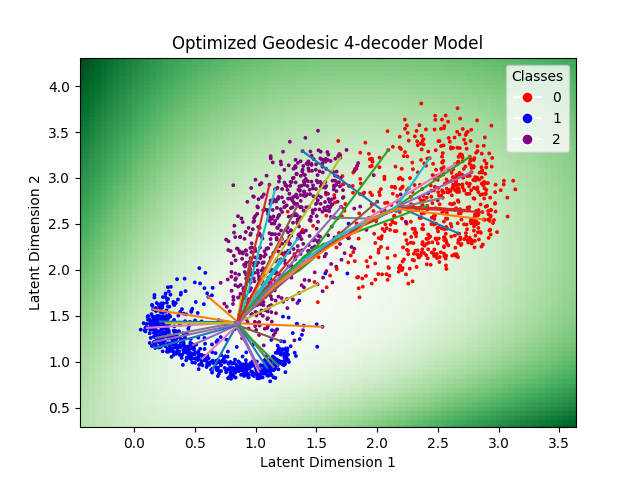 Optimized Geodesic 4-decoder Model
Classes
0
1
2
4.0
3.5
3.0
2.5
2.0
1.5
1.0
0.5
Latent Dimension 2
0.0 0.5 1.0 1.5 2.0 2.5 3.0 3.5
Latent Dimension 1